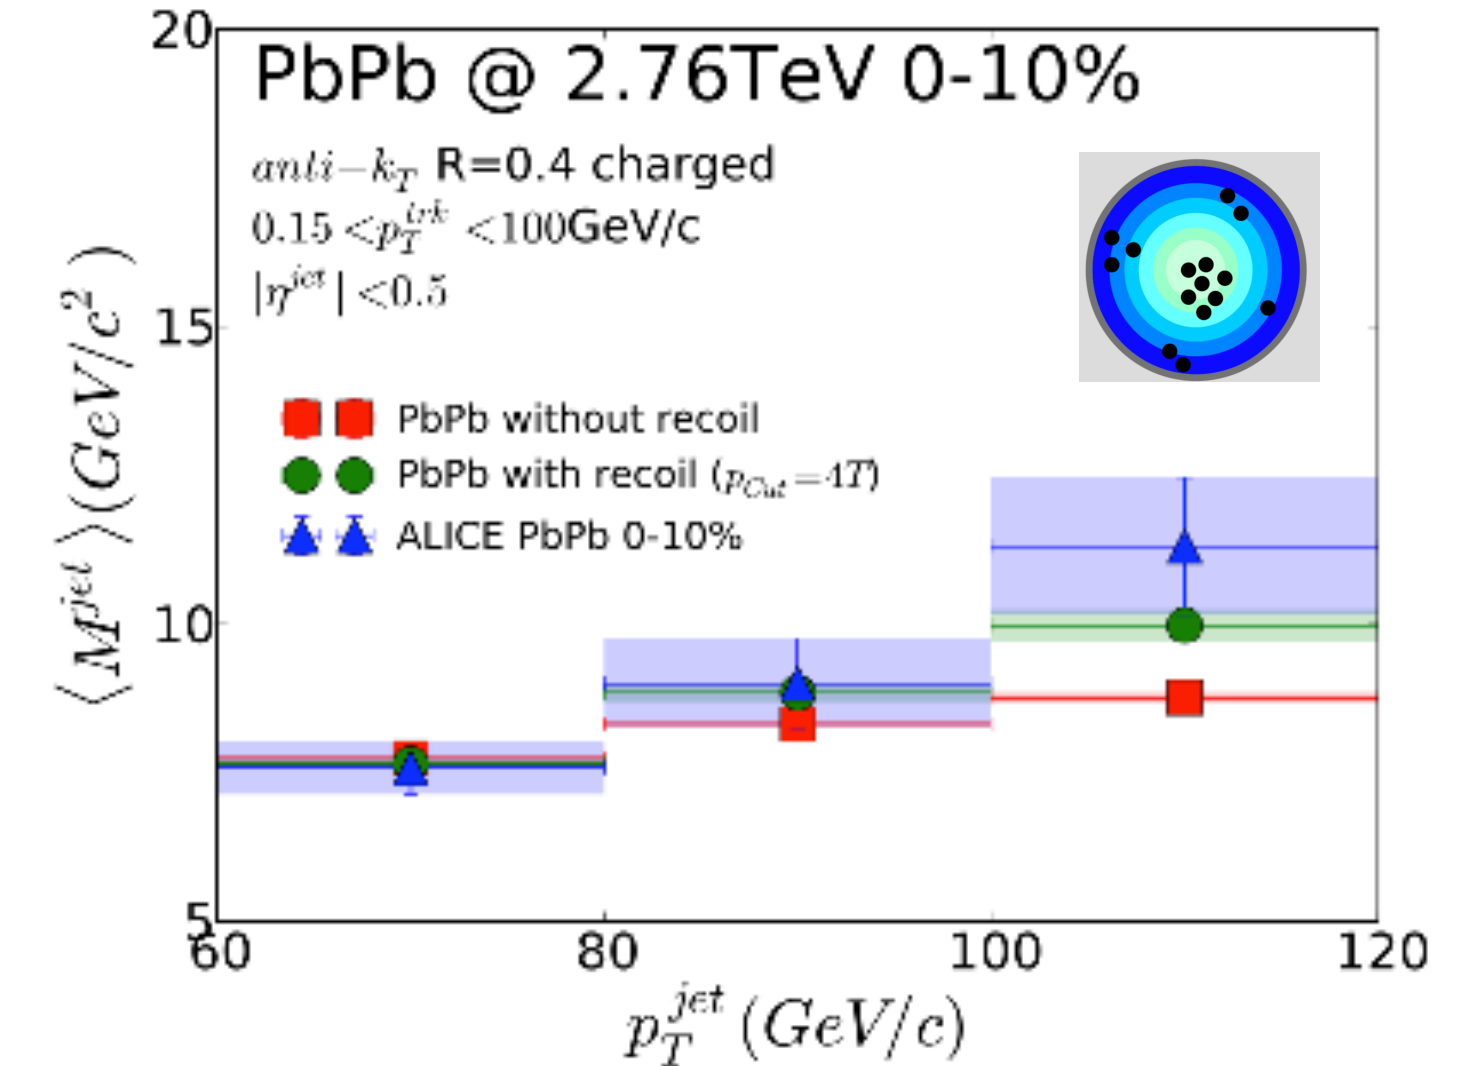 PbPb @ 2.76TeV 0-10%
anti−k_T R=0.4 charged
0.15 <p_T^{trk} <100GeV/c
|η^{jet}| <0.5
PbPb without recoil
PbPb with recoil (p_{Cut}=4T)
ALICE PbPb 0-10%
⟨M^{jet}⟩(GeV/c^2)
20
15
10
5
60 80 100 120
p_T^{jet} (GeV/c)